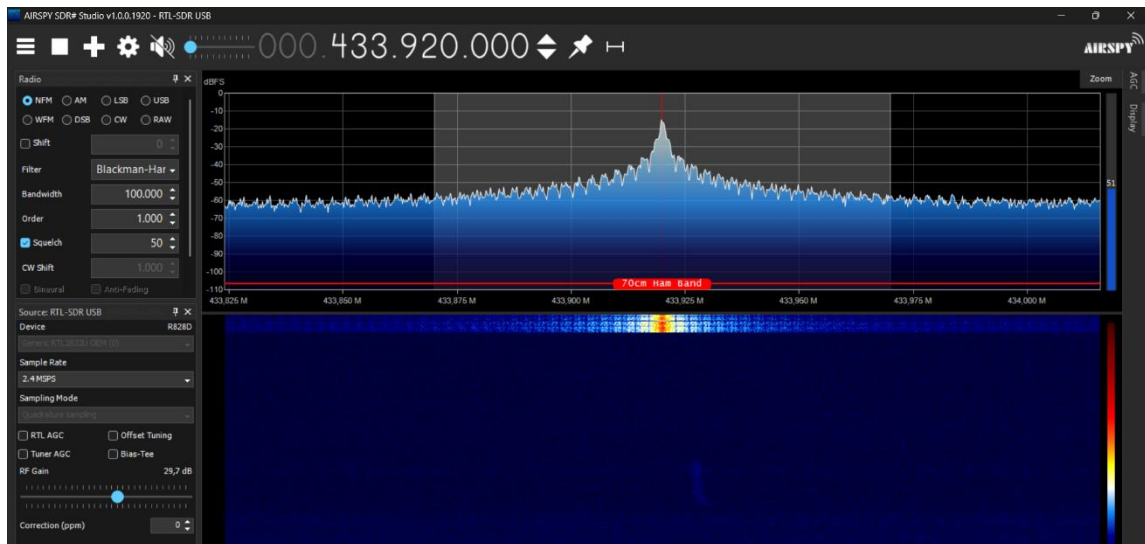 AIRSPY SDR# Studio v1.0.0.1920 - RTL-SDR USB
000.433.920.000
AIRSPY
Radio
NFM AM LSB USB
WFM DSB CW RAW
Shift 0
Filter Blackman-Har
Bandwidth 100.000
Order 1.000
Squelch 50
CW Shift 1.000
Binaural Anti-Fading
Source: RTL-SDR USB
Device R828D
Generic RTL2832U OEM (0)
Sample Rate
2.4 MSPS
Sampling Mode
Quadrature sampling
RTL AGC Offset Tuning
Tuner AGC Bias-Tee
RF Gain 29,7 dB
Correction (ppm) 0
dBFS
0
-10
-20
-30
-40
-50
-60
-70
-80
-90
-100
-110
70cm Ham Band
433,825 M 433,850 M 433,875 M 433,900 M 433,925 M 433,950 M 433,975 M 434,000 M
Zoom
51
AGC
Display